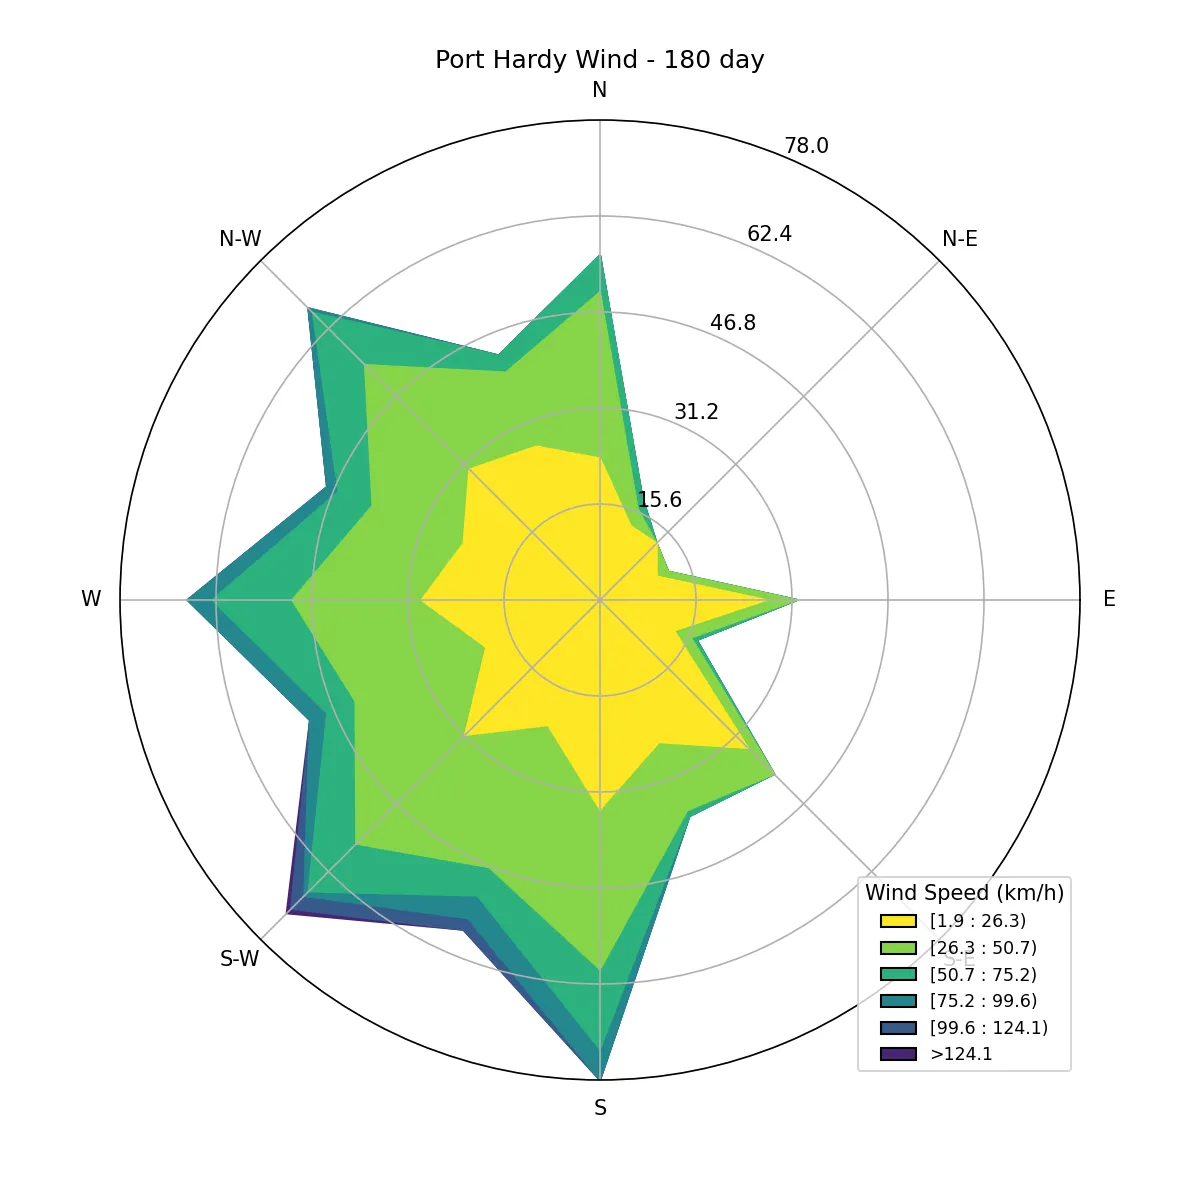 Port Hardy Wind - 180 day
N
78.0
62.4
N-W
N-E
46.8
31.2
15.6
W
E
Wind Speed (km/h)
[1.9 : 26.3)
[26.3 : 50.7)
S-W
S-E
[50.7 : 75.2)
[75.2 : 99.6)
[99.6 : 124.1)
>124.1
S